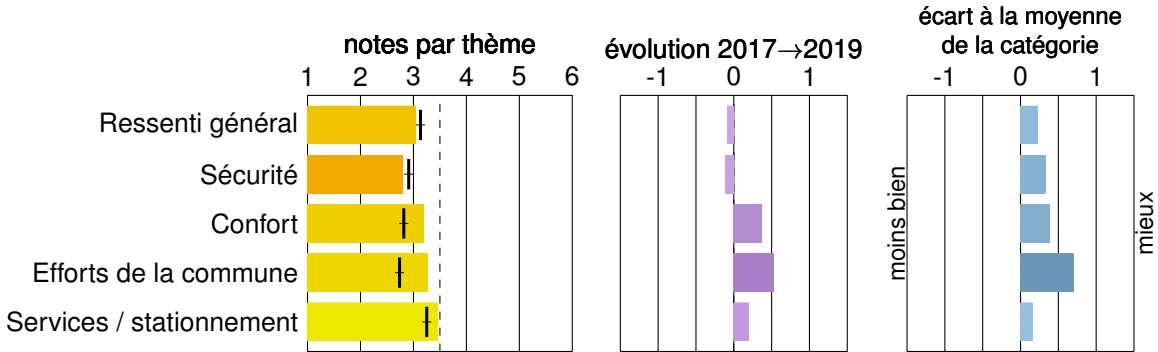 notes par thème
1 2 3 4 5 6
évolution 2017→2019
-1 0 1
écart à la moyenne
de la catégorie
-1 0 1
Ressenti général
Sécurité
Confort
Efforts de la commune
Services / stationnement
moins bien
mieux